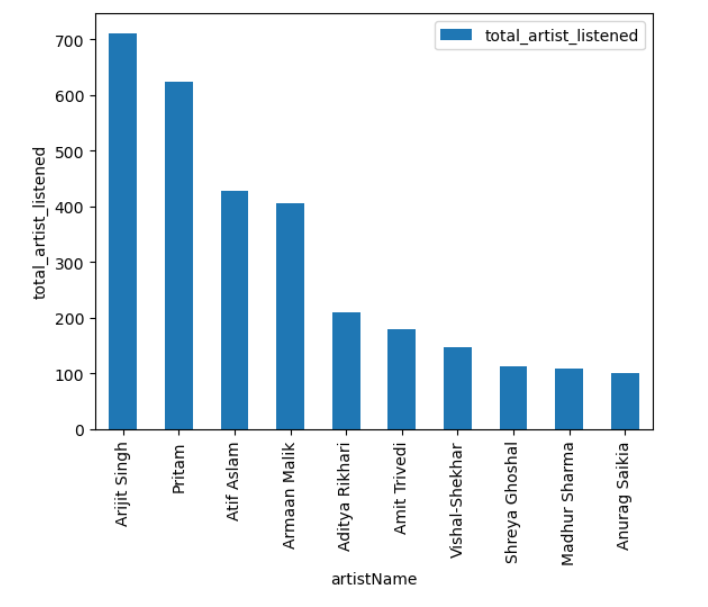 total_artist_listened
700
600
500
400
300
200
100
0
total_artist_listened
Arijit Singh
Pritam
Atif Aslam
Armaan Malik
Aditya Rikhari
Amit Trivedi
Vishal-Shekhar
Shreya Ghoshal
Madhur Sharma
Anurag Saikia
artistName